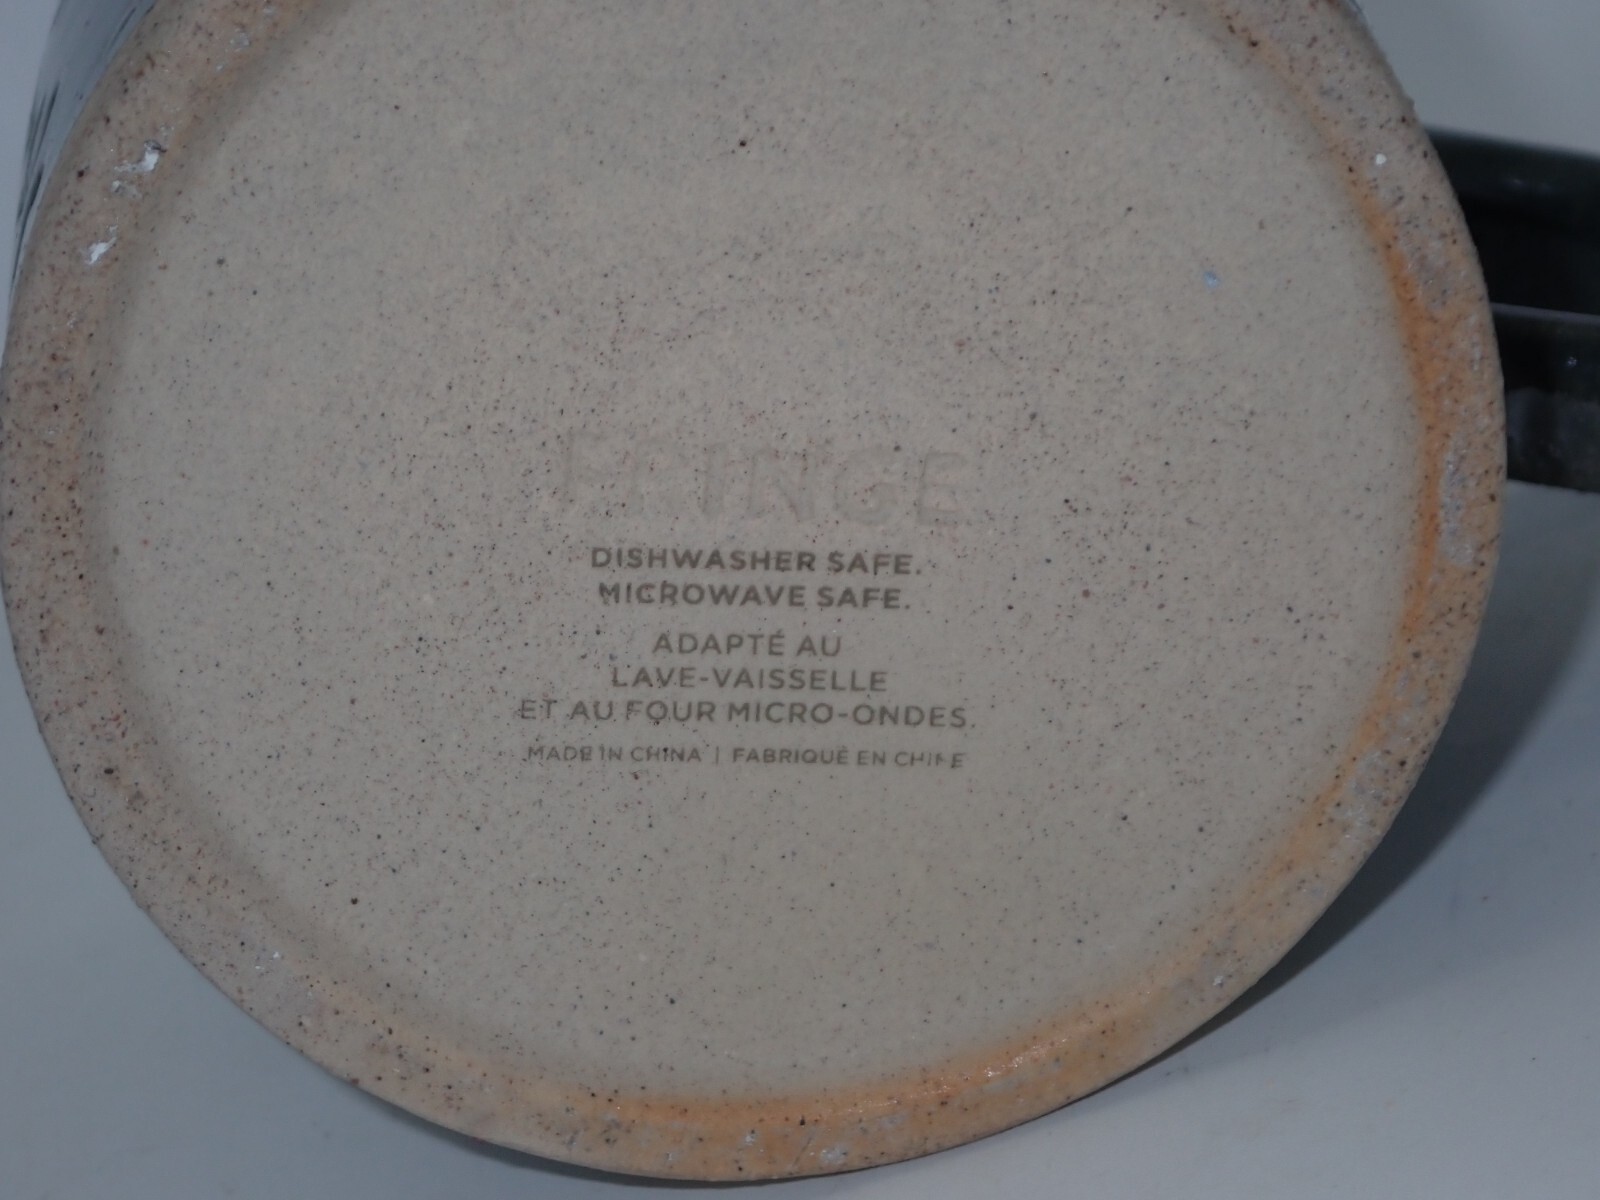 FRINGE
DISHWASHER SAFE.
MICROWAVE SAFE.
ADAPTÉ AU
LAVE-VAISSELLE
ET AU FOUR MICRO-ONDES.
MADE IN CHINA | FABRIQUÉ EN CHINE